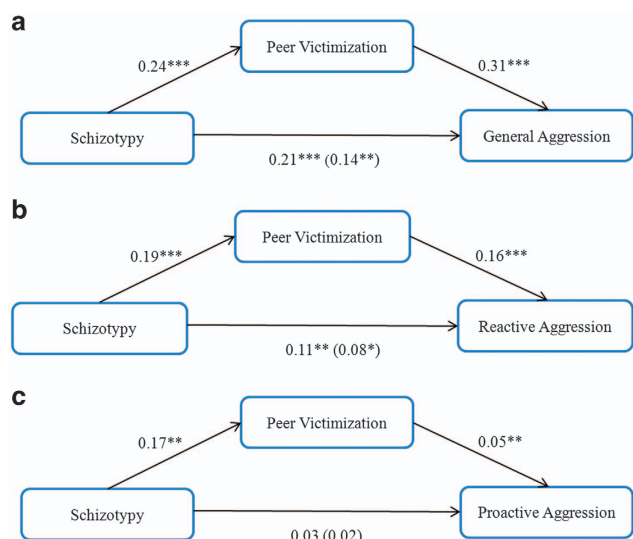 a
Peer Victimization
0.24***
0.31***
Schizotypy
General Aggression
0.21*** (0.14**)
b
Peer Victimization
0.19***
0.16***
Schizotypy
Reactive Aggression
0.11** (0.08*)
c
Peer Victimization
0.17**
0.05**
Schizotypy
Proactive Aggression
0.03 (0.02)